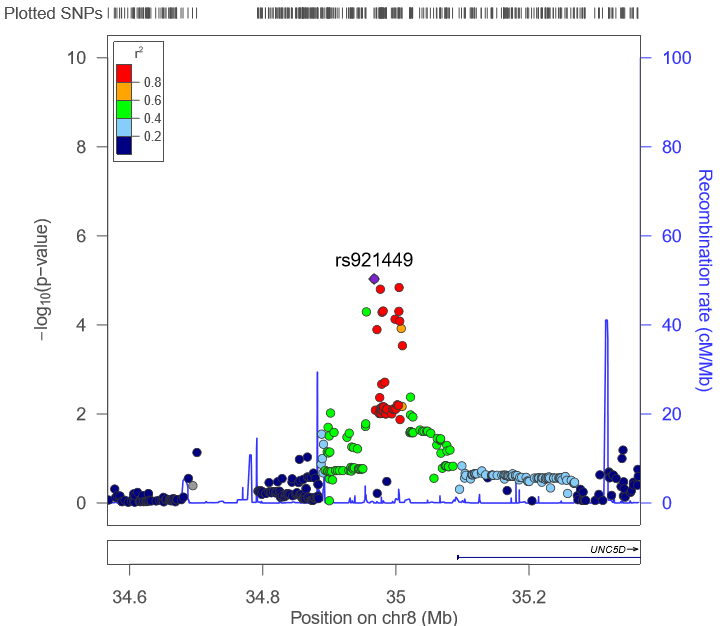 Plotted SNPs
r²
0.8
0.6
0.4
0.2
rs921449
10
8
6
4
2
0
−log₁₀(p−value)
100
80
60
40
20
0
Recombination rate (cM/Mb)
UNC5D
34.6 34.8 35 35.2
Position on chr8 (Mb)